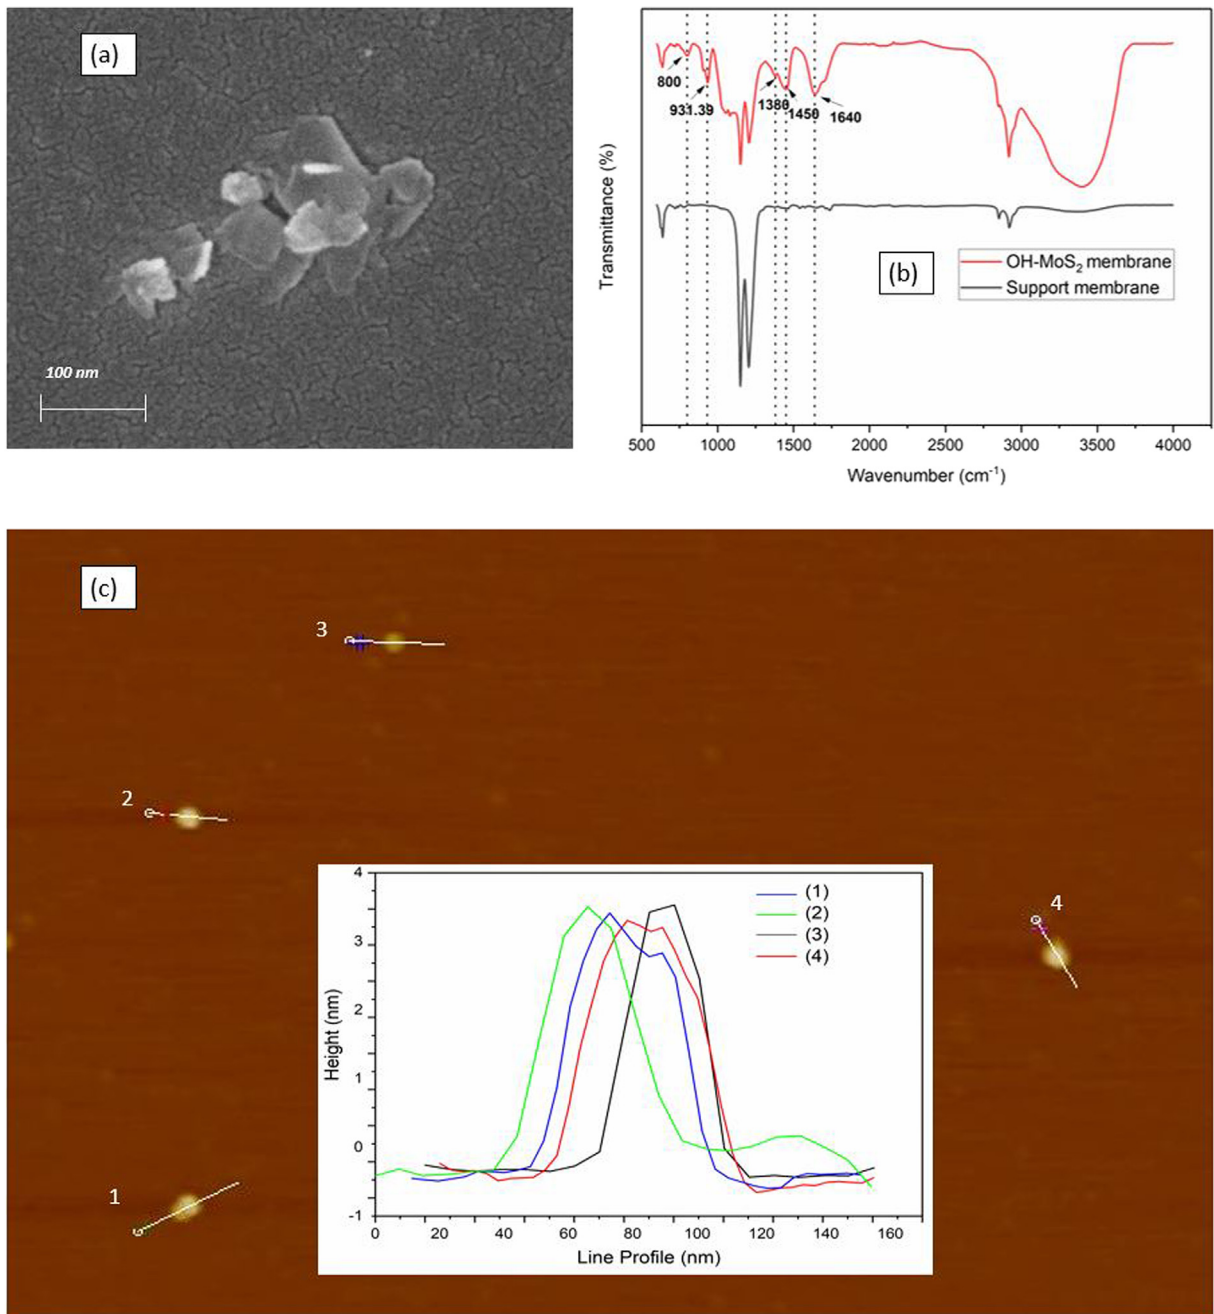 (a)
100 nm
800
931.39
1380
1450
1640
Transmittance (%)
(b)
OH-MoS₂ membrane
Support membrane
500 1000 1500 2000 2500 3000 3500 4000
Wavenumber (cm⁻¹)
(c)
3
2
4
1
4
3
2
1
0
-1
Height (nm)
(1)
(2)
(3)
(4)
0 20 40 60 80 100 120 140 160
Line Profile (nm)